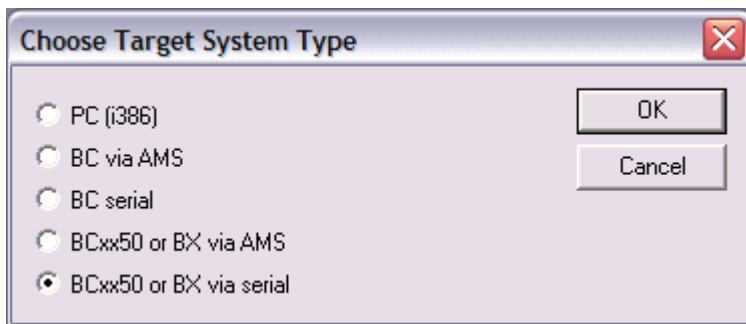 Choose Target System Type
PC (i386)
BC via AMS
BC serial
BCxx50 or BX via AMS
BCxx50 or BX via serial
OK
Cancel